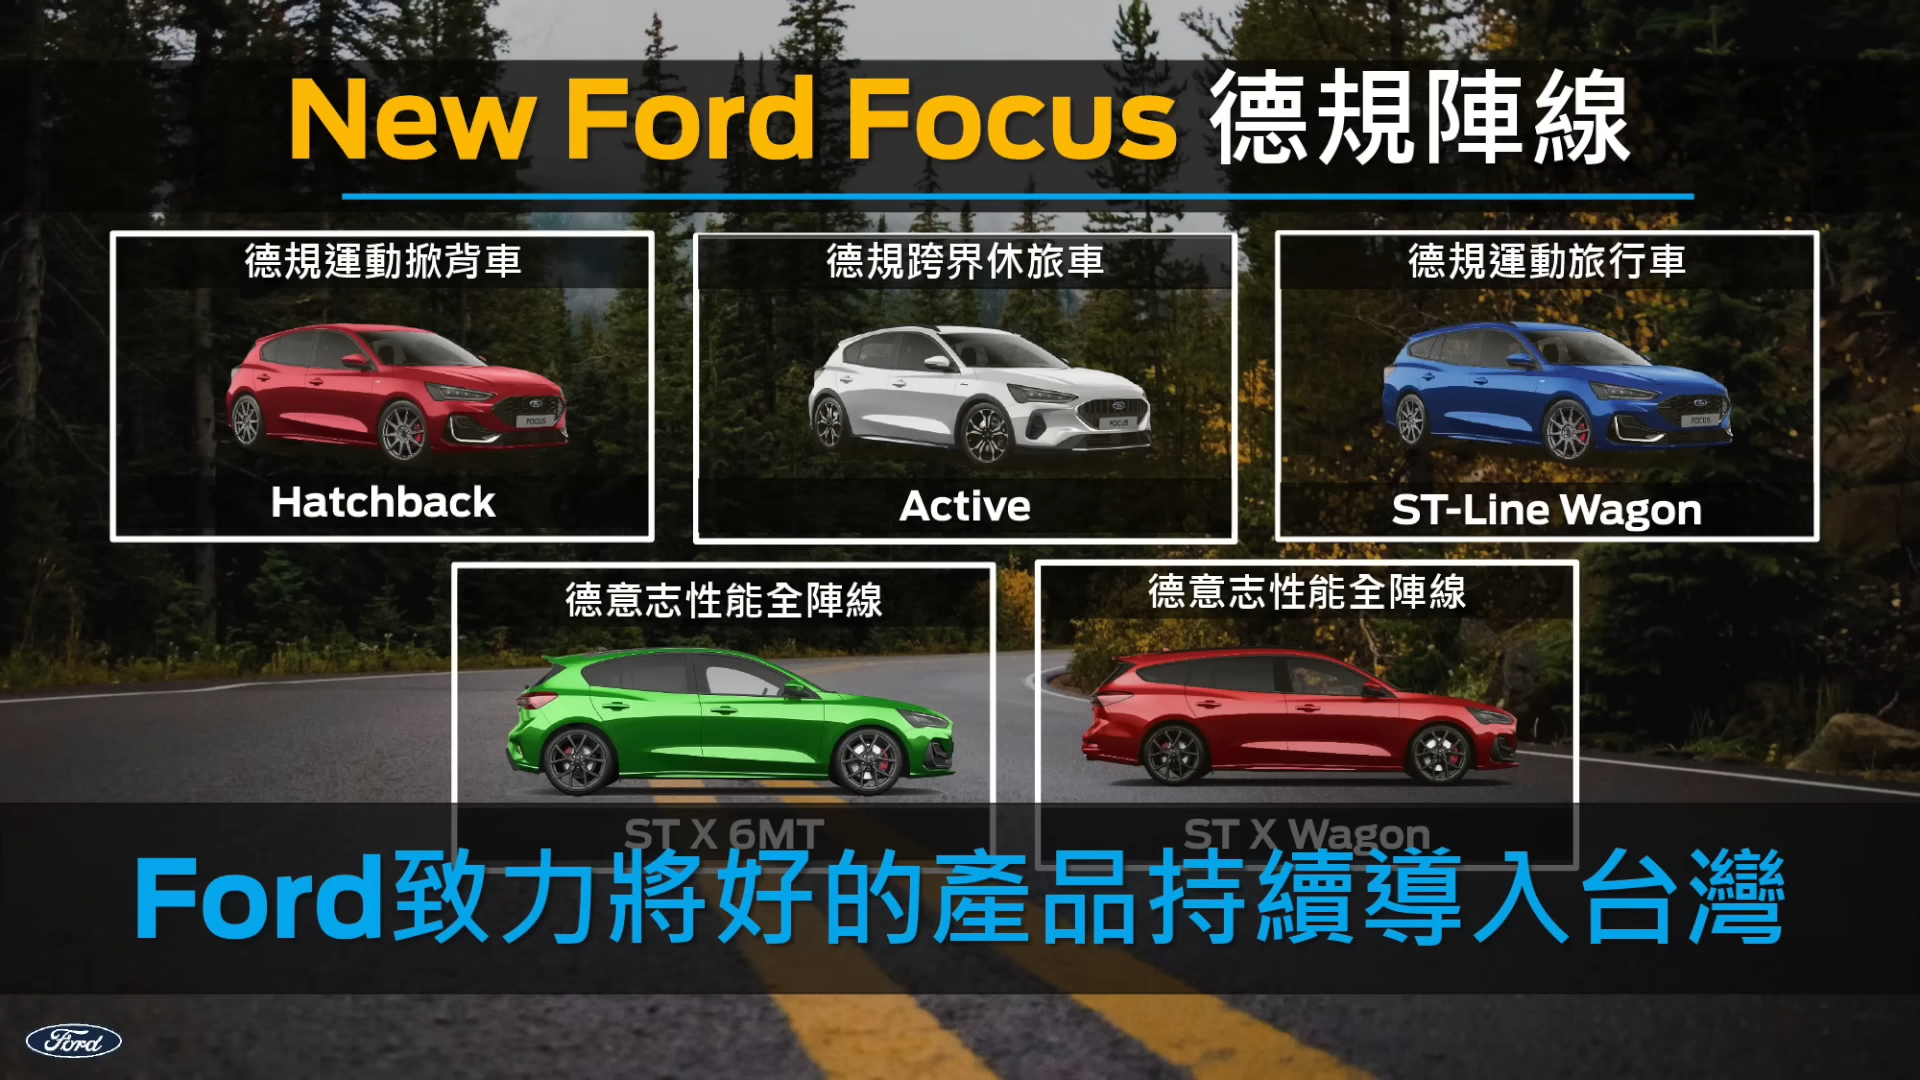 New Ford Focus 德規陣線
德規運動掀背車
FOCUS
Hatchback
德規跨界休旅車
FOCUS
Active
德規運動旅行車
FOCUS
ST-Line Wagon
德意志性能全陣線
ST X 6MT
德意志性能全陣線
ST X Wagon
Ford致力將好的產品持續導入台灣
Ford